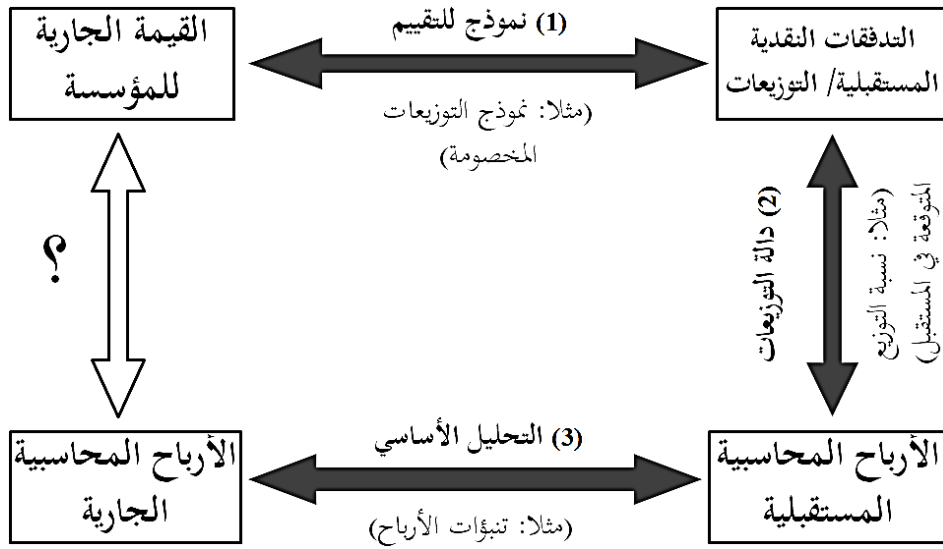 القيمة الجارية
للمؤسسة
(1) نموذج للتقييم
(مثلا: نموذج التوزيعات
المخصومة)
التدفقات النقدية
المستقبلية/ التوزيعات
؟
(2) دالة التوزيعات
(مثلا: نسبة التوزيع
المتوقعة في المستقبل)
الأرباح المحاسبية
الجارية
(3) التحليل الأساسي
(مثلا: تنبؤات الأرباح)
الأرباح المحاسبية
المستقبلية